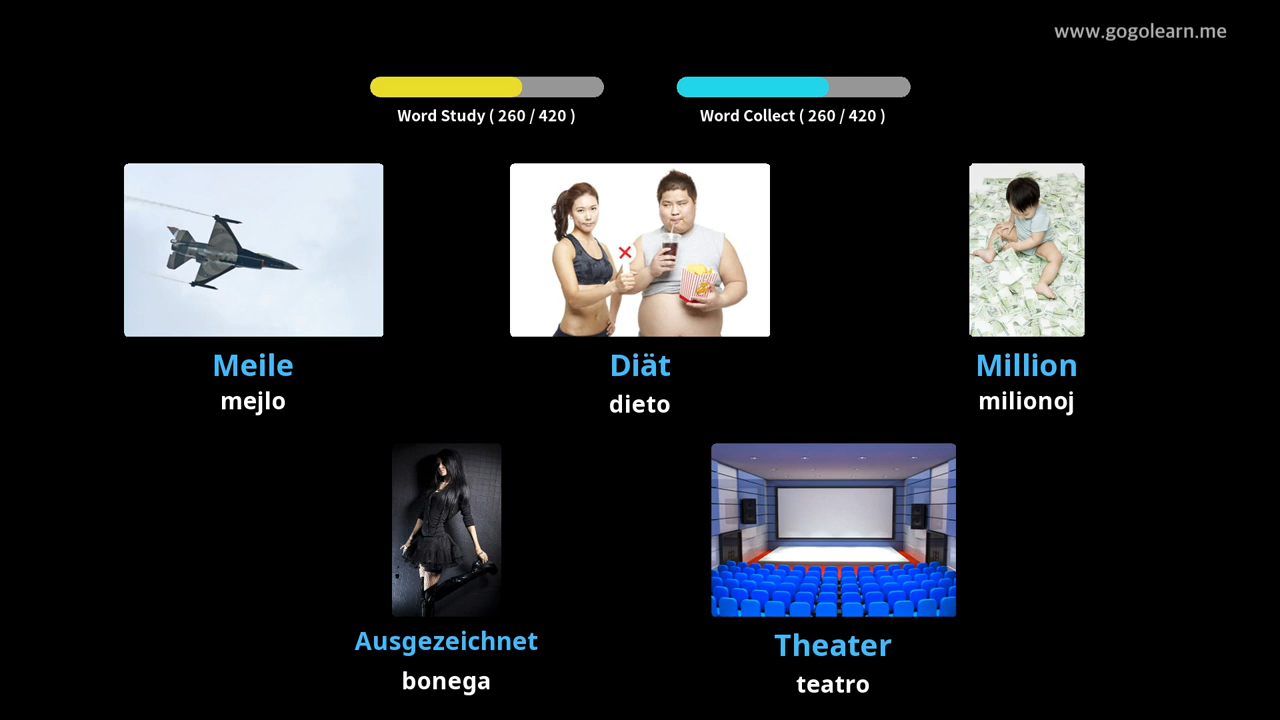 www.gogolearn.me
Word Study ( 260 / 420 )
Word Collect ( 260 / 420 )
Meile
mejlo
Diät
dieto
Million
milionoj
Ausgezeichnet
bonega
Theater
teatro